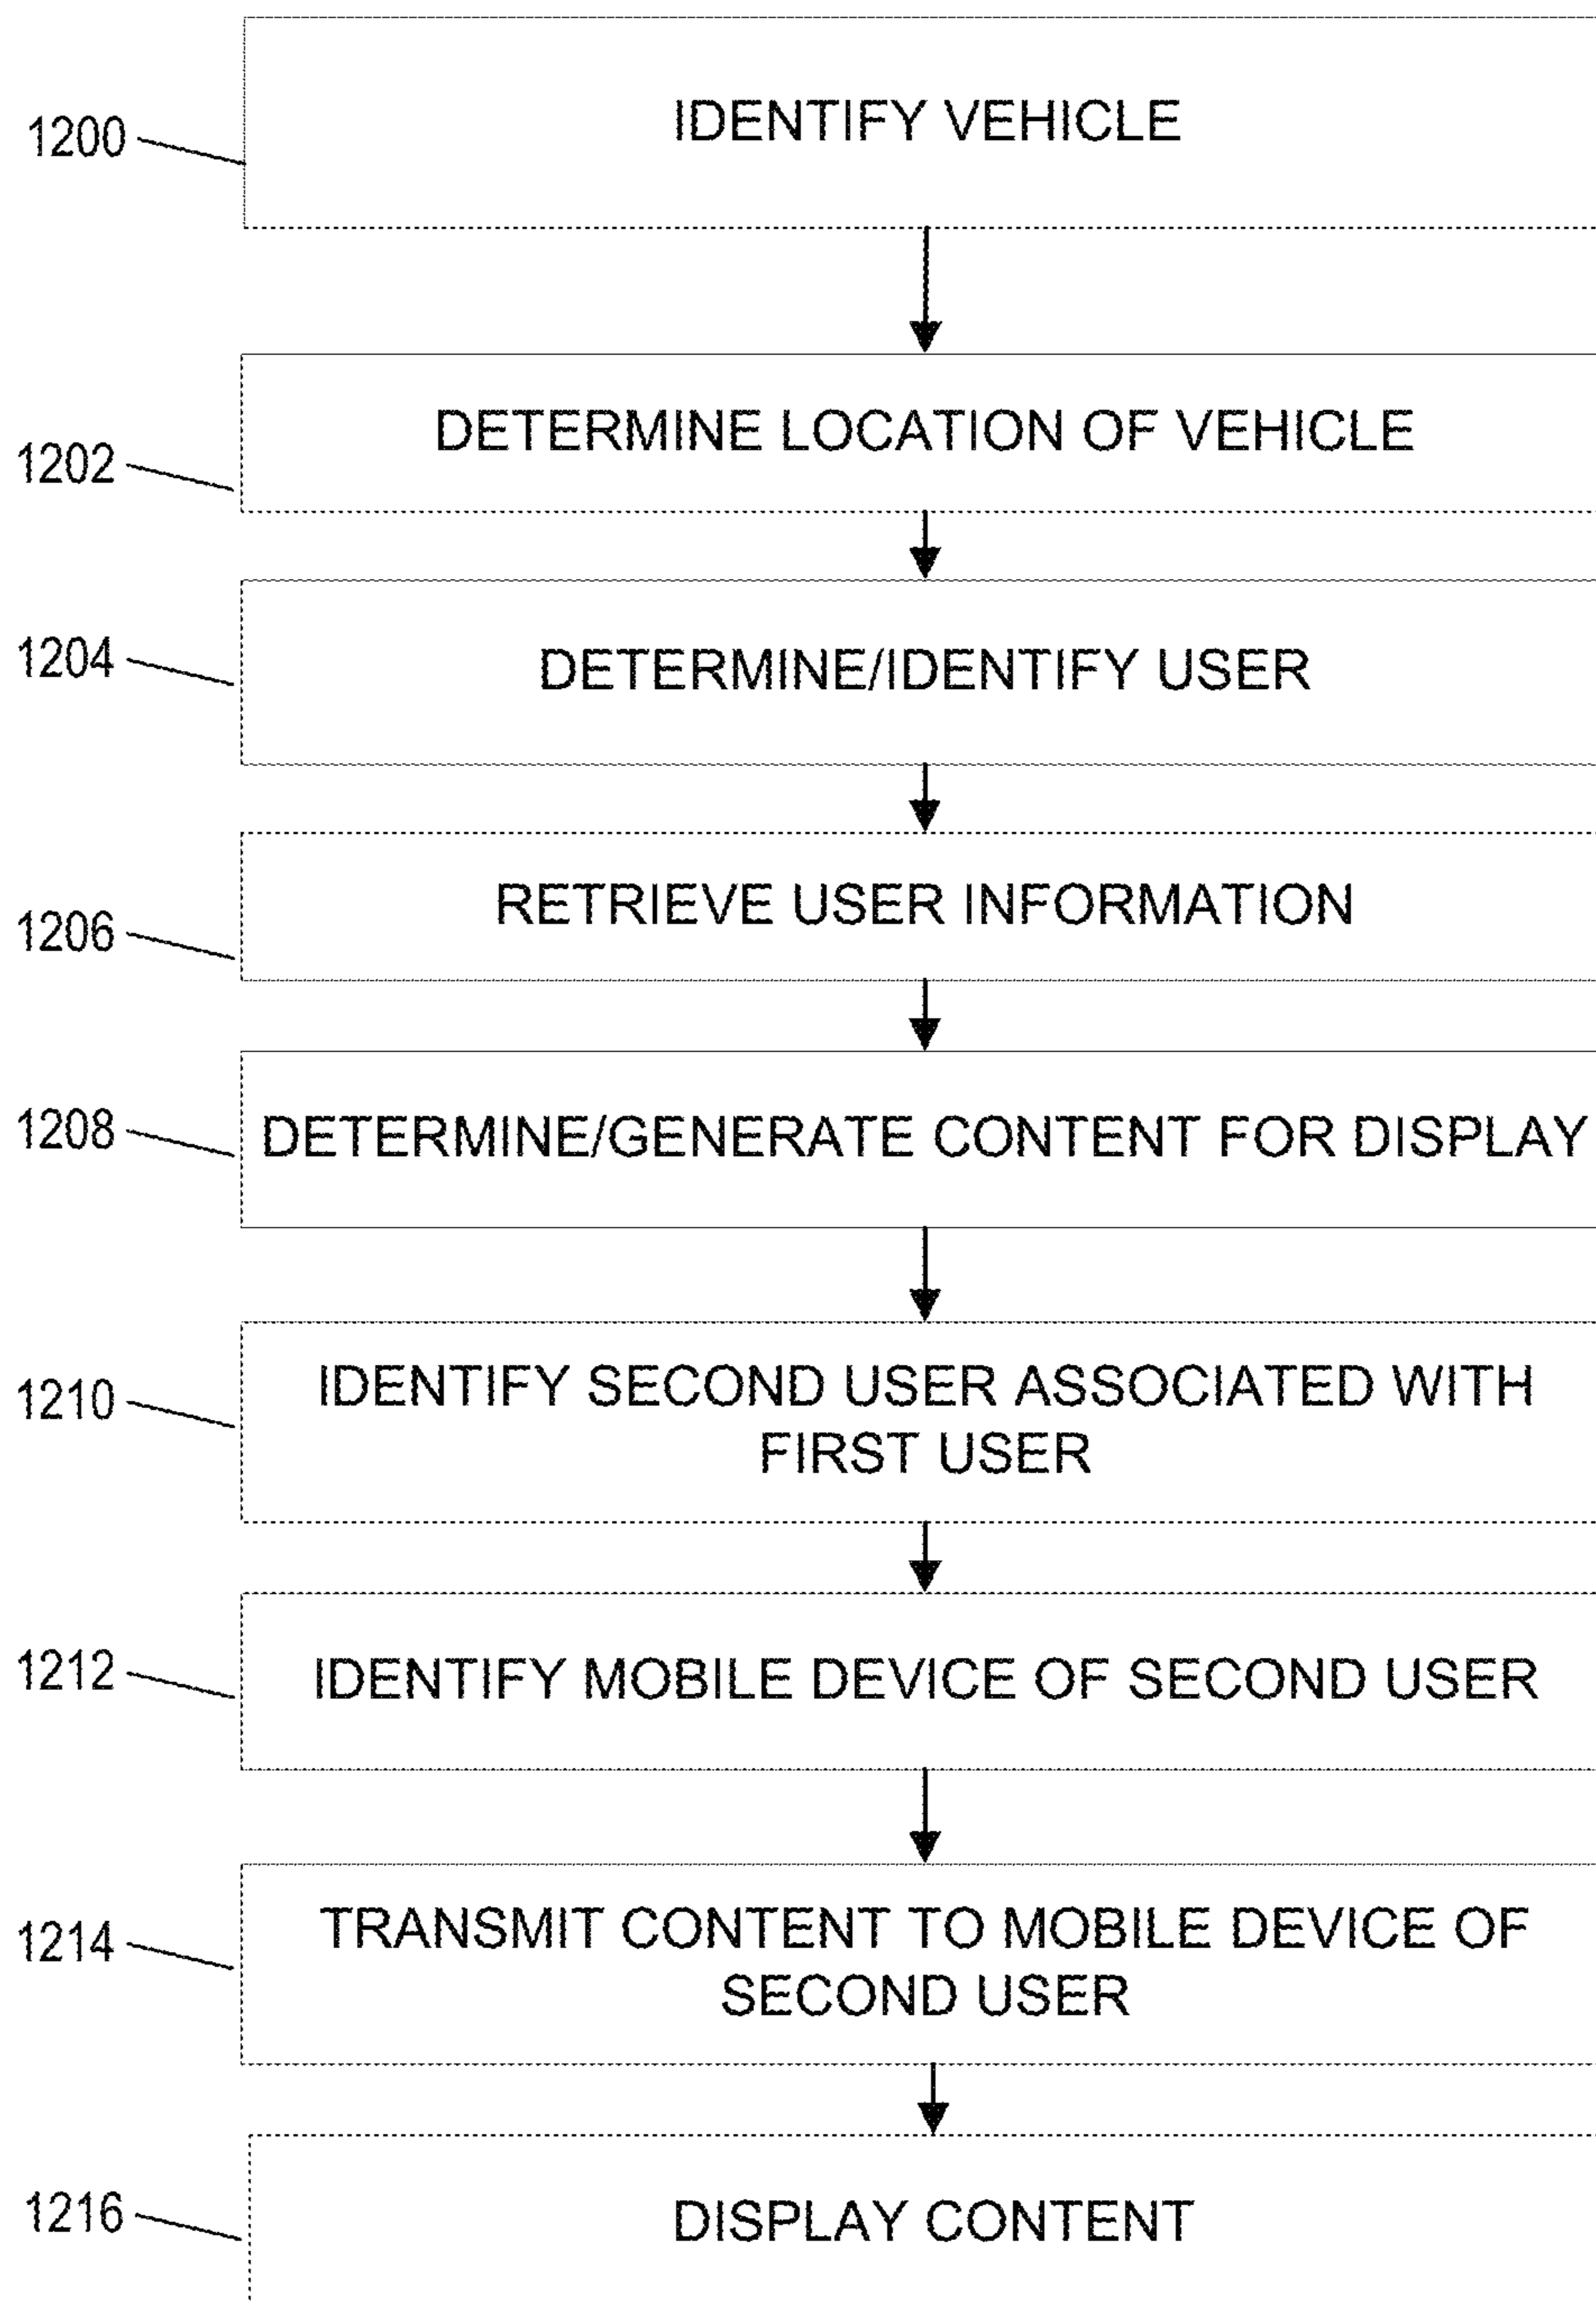 IDENTIFY VEHICLE
1200
DETERMINE LOCATION OF VEHICLE
1202
DETERMINE/IDENTIFY USER
1204
RETRIEVE USER INFORMATION
1206
DETERMINE/GENERATE CONTENT FOR DISPLAY
1208
IDENTIFY SECOND USER ASSOCIATED WITH
FIRST USER
1210
IDENTIFY MOBILE DEVICE OF SECOND USER
1212
TRANSMIT CONTENT TO MOBILE DEVICE OF
SECOND USER
1214
DISPLAY CONTENT
1216